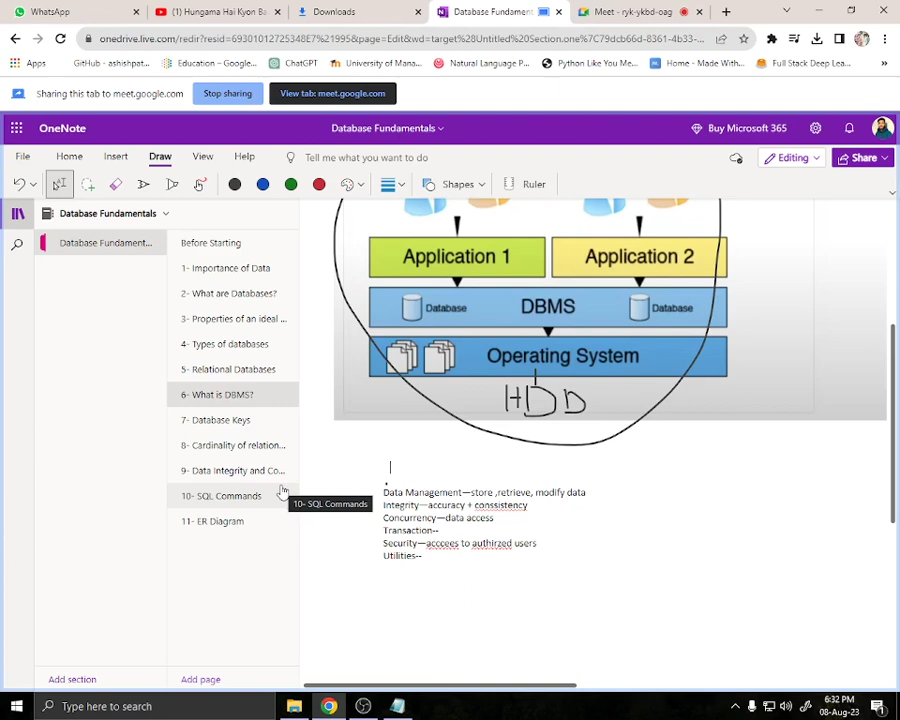 WhatsApp
(1) Hungama Hai Kyon Ba
Downloads
Database Fundamen
Meet - ryk-ykbd-oag
onedrive.live.com/redir?resid=69301012725348E7%21995&page=Edit&wd=target%28Untitled%20Section.one%7C79dcb66d-8361-4b33-...
Apps
GitHub - ashishpat...
Education – Google...
ChatGPT
University of Mana...
Natural Language P...
Python Like You Me...
Home - Made With...
Full Stack Deep Lea...
Sharing this tab to meet.google.com
Stop sharing
View tab: meet.google.com
OneNote
Database Fundamentals
Buy Microsoft 365
File
Home
Insert
Draw
View
Help
Tell me what you want to do
Editing
Share
Shapes
Ruler
Database Fundamentals
Database Fundament...
Before Starting
1- Importance of Data
2- What are Databases?
3- Properties of an ideal ...
4- Types of databases
5- Relational Databases
6- What is DBMS?
7- Database Keys
8- Cardinality of relation...
9- Data Integrity and Co...
10- SQL Commands
11- ER Diagram
10- SQL Commands
Add section
Add page
Application 1
Application 2
Database
DBMS
Database
Operating System
HDD
Data Management—store ,retrieve, modify data
Integrity—accuracy + conssistency
Concurrency—data access
Transaction--
Security—acccees to authirzed users
Utilities--
Type here to search
6:32 PM
08-Aug-23
1